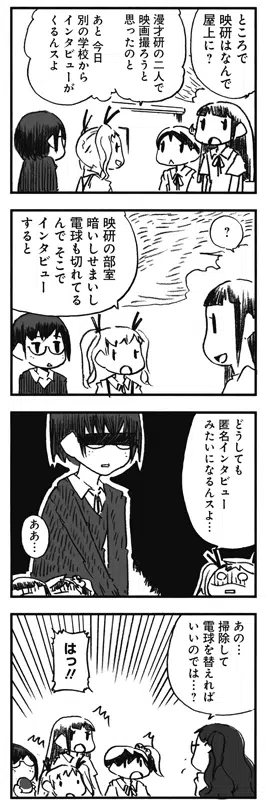 ところで
映研はなんで
屋上に?
漫才研の二人で
映画撮ろうと
思ったのと
あと今日
別の学校から
インタビューが
くるんスよ
?
映研の部室
暗いしせまいし
電球も切れてる
んでそこで
インタビュー
すると
どうしても
匿名インタビュー
みたいになるんスよ…
ああ…
あの…
掃除して
電球を替えれば
いいのでは…?
はっ!!